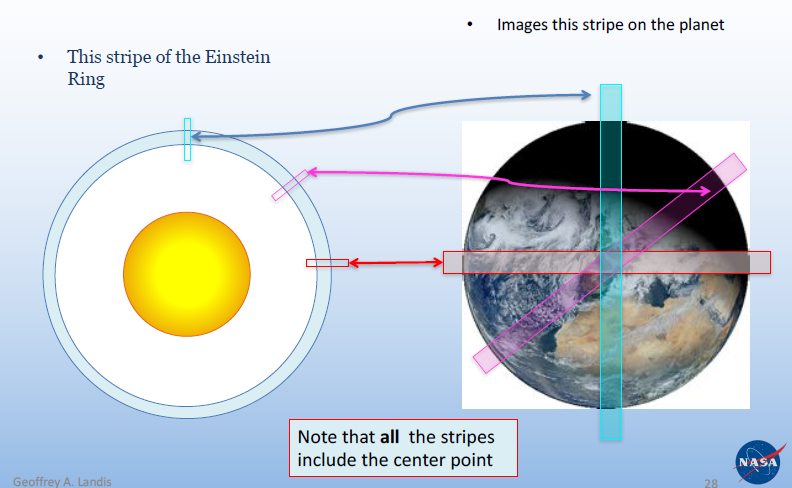 • Images this stripe on the planet
• This stripe of the Einstein
Ring
Note that all the stripes
include the center point
Geoffrey A. Landis
28
NASA